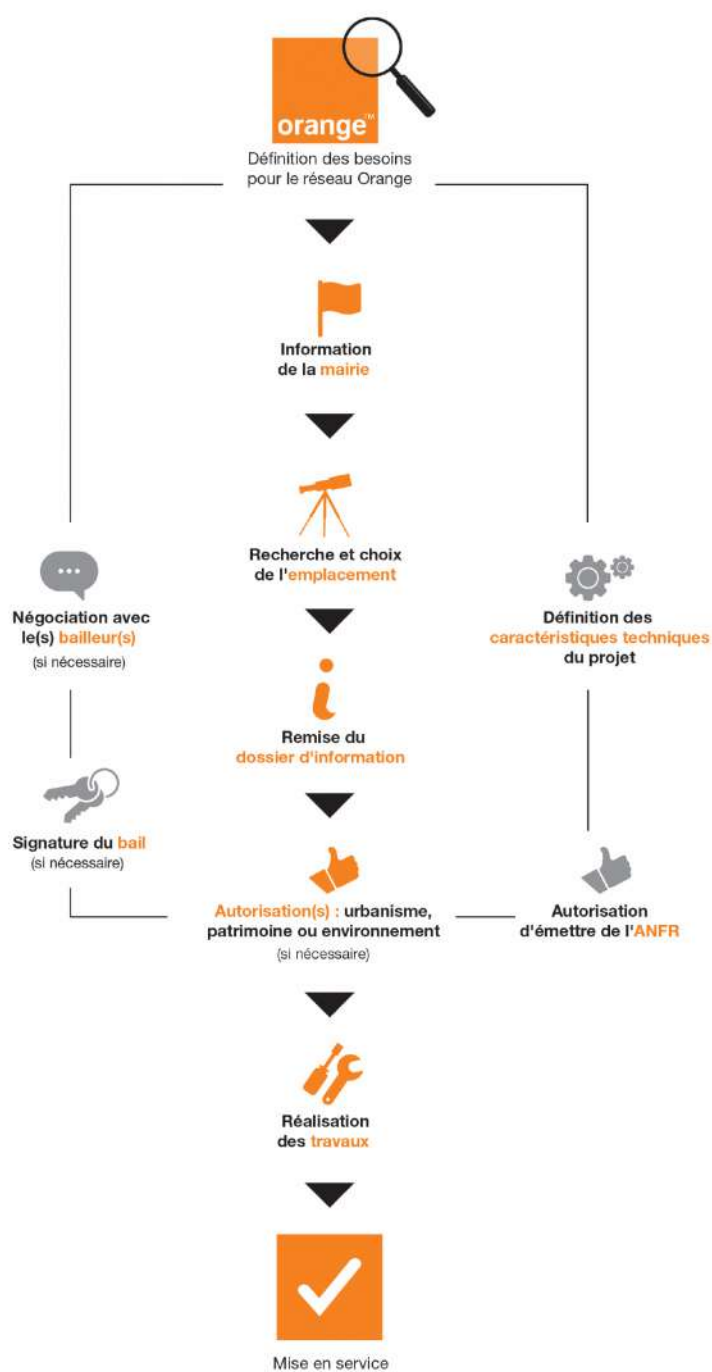 orange™
Définition des besoins
pour le réseau Orange
Information
de la mairie
Recherche et choix
de l'emplacement
Négociation avec
le(s) bailleur(s)
(si nécessaire)
Définition des
caractéristiques techniques
du projet
Remise du
dossier d'information
Signature du bail
(si nécessaire)
Autorisation(s) : urbanisme,
patrimoine ou environnement
(si nécessaire)
Autorisation
d'émettre de l'ANFR
Réalisation
des travaux
Mise en service